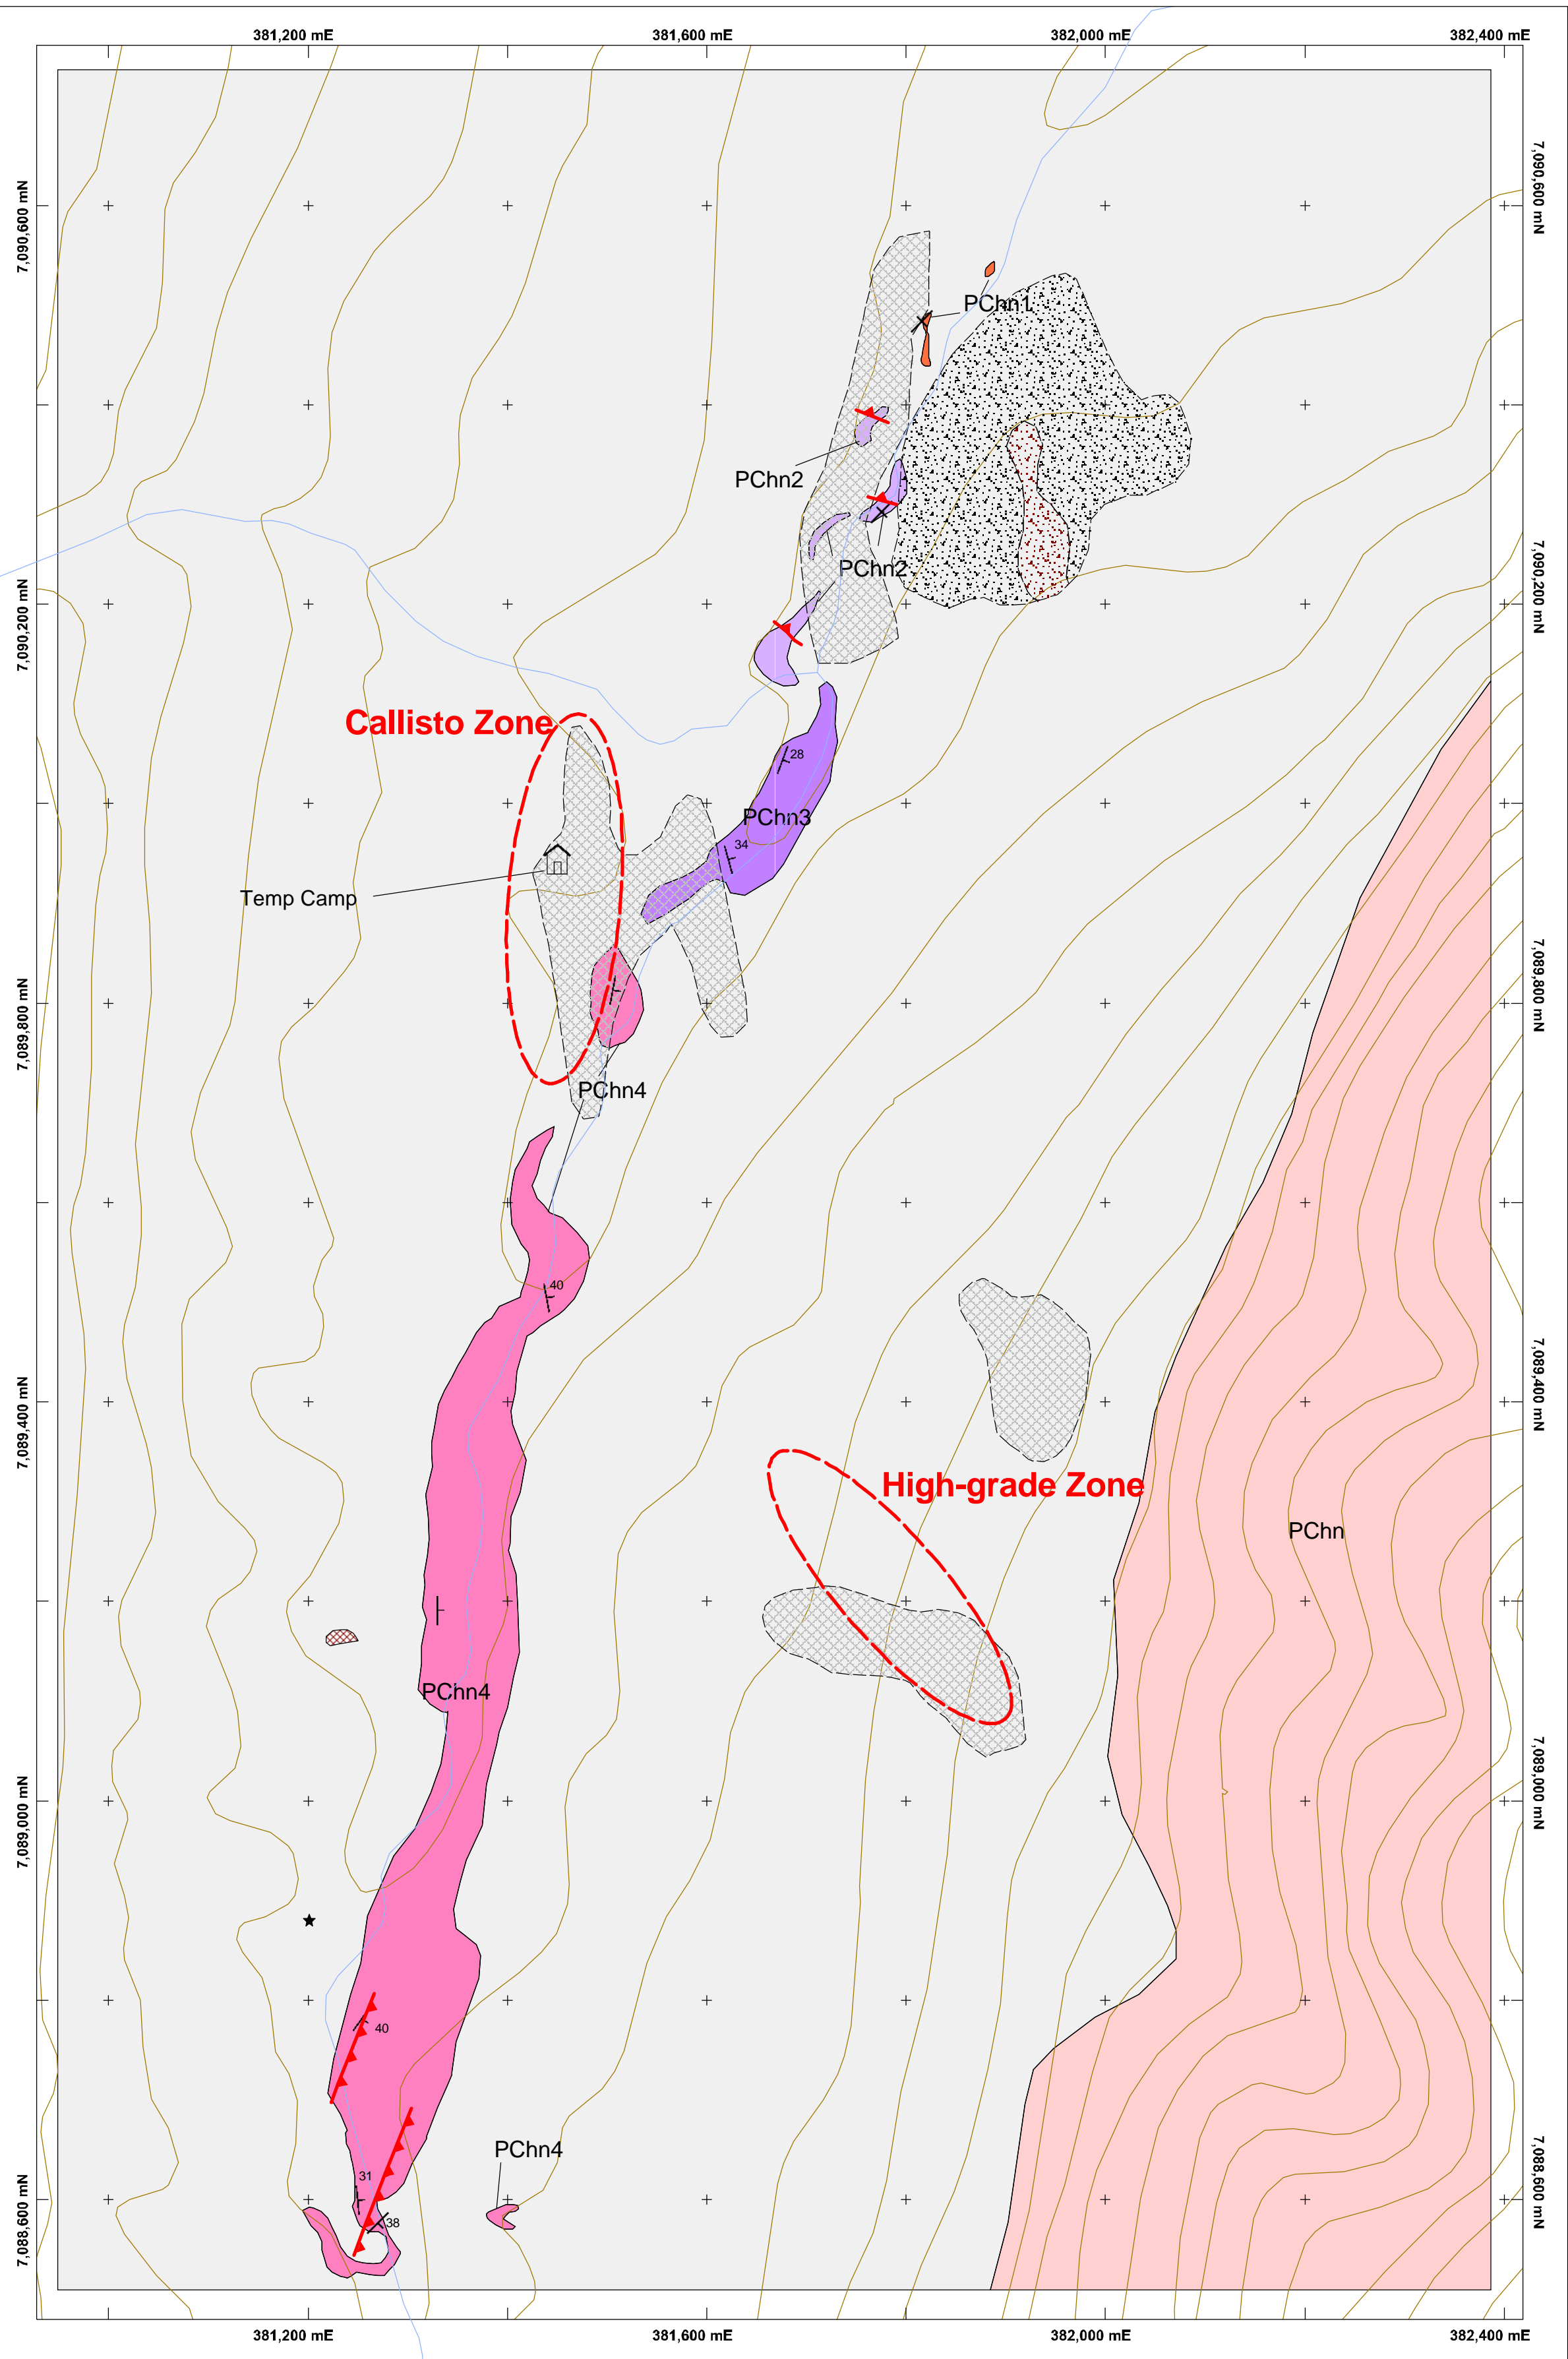 381,200 mE
381,600 mE
382,000 mE
382,400 mE
7,090,600 mN
7,090,600 mN
PChn1
PChn2
PChn2
7,090,200 mN
7,090,200 mN
Callisto Zone
28
PChn3
34
Temp Camp
7,089,800 mN
7,089,800 mN
PChn4
40
7,089,400 mN
7,089,400 mN
High-grade Zone
PChn
PChn4
7,089,000 mN
7,089,000 mN
40
PChn4
31
38
7,088,600 mN
7,088,600 mN
381,200 mE
381,600 mE
382,000 mE
382,400 mE